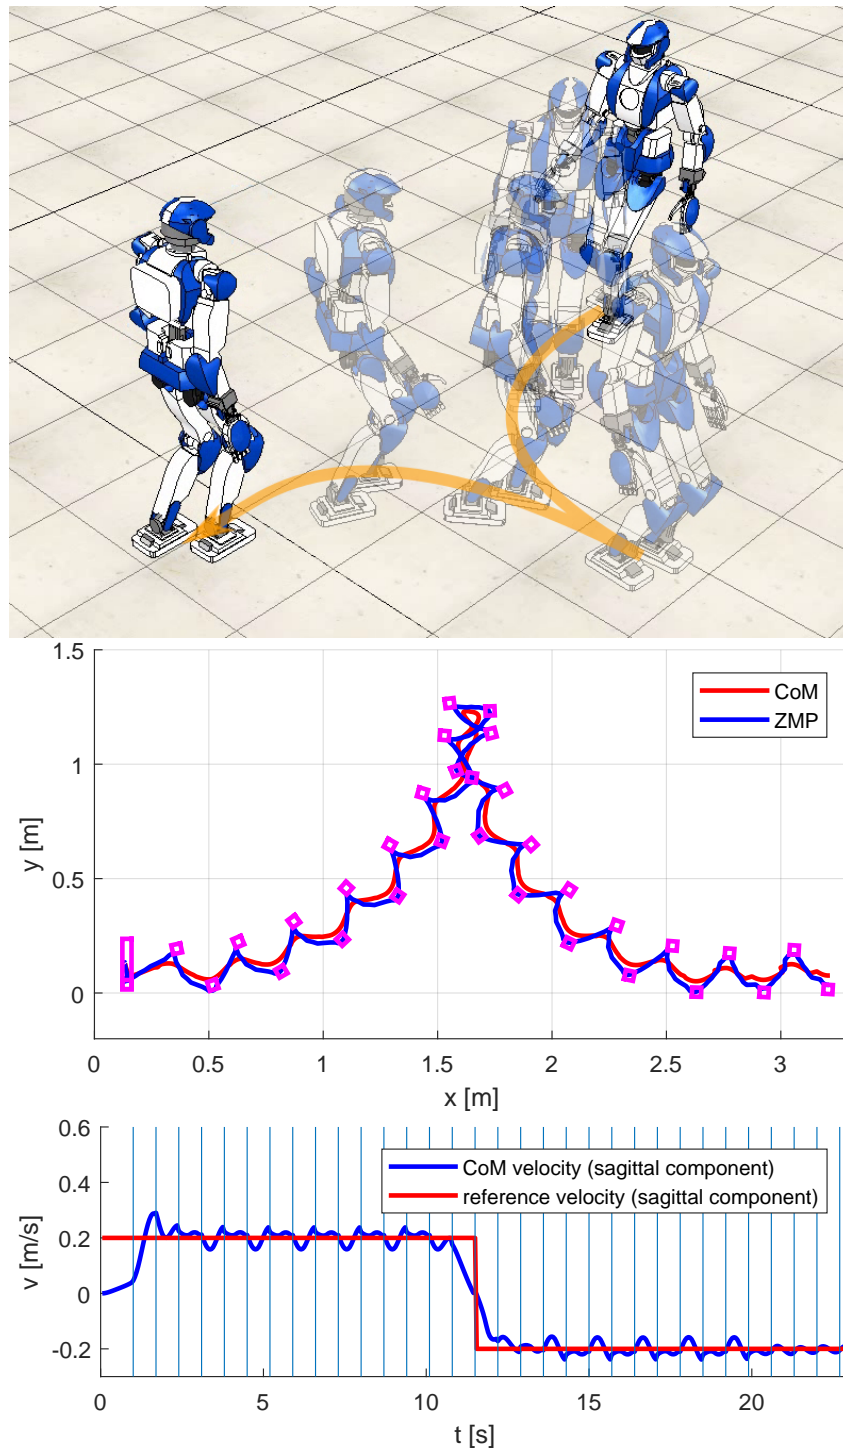 1.5
CoM
ZMP
1
y [m]
0.5
0
0
0.5
1
1.5
2
2.5
3
x [m]
0.6
CoM velocity (sagittal component)
0.4
reference velocity (sagittal component)
v [m/s]
0.2
0
-0.2
0
5
10
15
20
t [s]